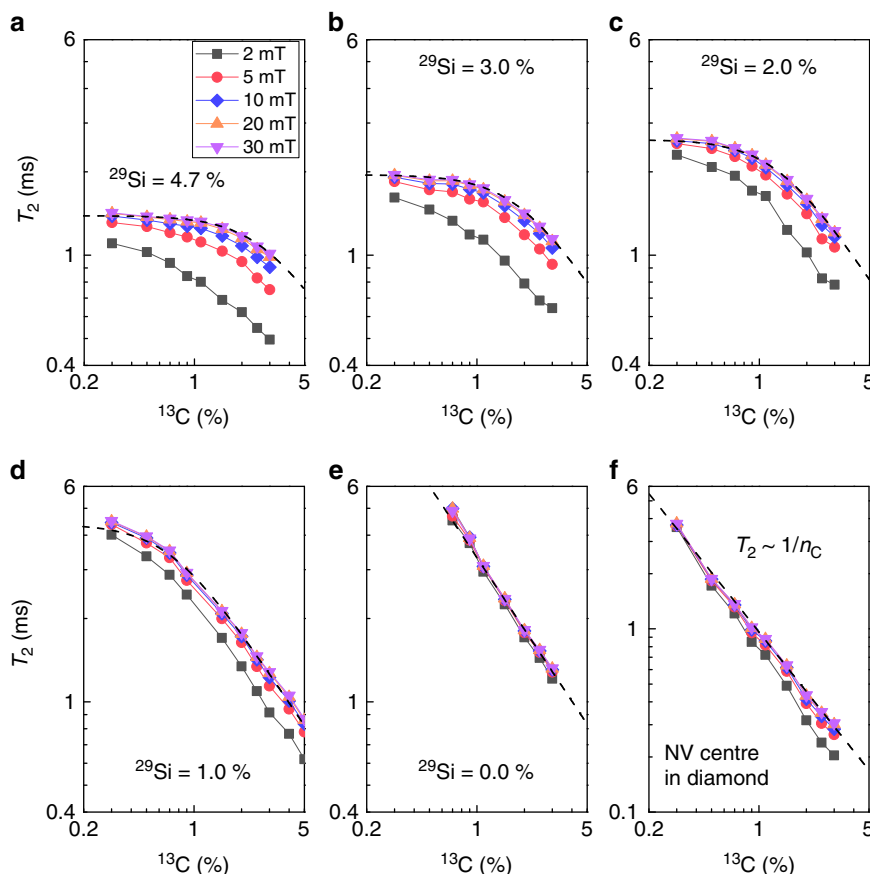 a
6
1
0.4
T₂ (ms)
²⁹Si = 4.7 %
2 mT
5 mT
10 mT
20 mT
30 mT
0.2
1
5
¹³C (%)
b
6
1
0.4
²⁹Si = 3.0 %
0.2
1
5
¹³C (%)
c
6
1
0.4
²⁹Si = 2.0 %
0.2
1
5
¹³C (%)
d
6
1
0.4
T₂ (ms)
²⁹Si = 1.0 %
0.2
1
5
¹³C (%)
e
6
1
0.4
²⁹Si = 0.0 %
0.2
1
5
¹³C (%)
f
6
1
0.1
T₂ ~ 1/n_C
NV centre
in diamond
0.2
1
5
¹³C (%)